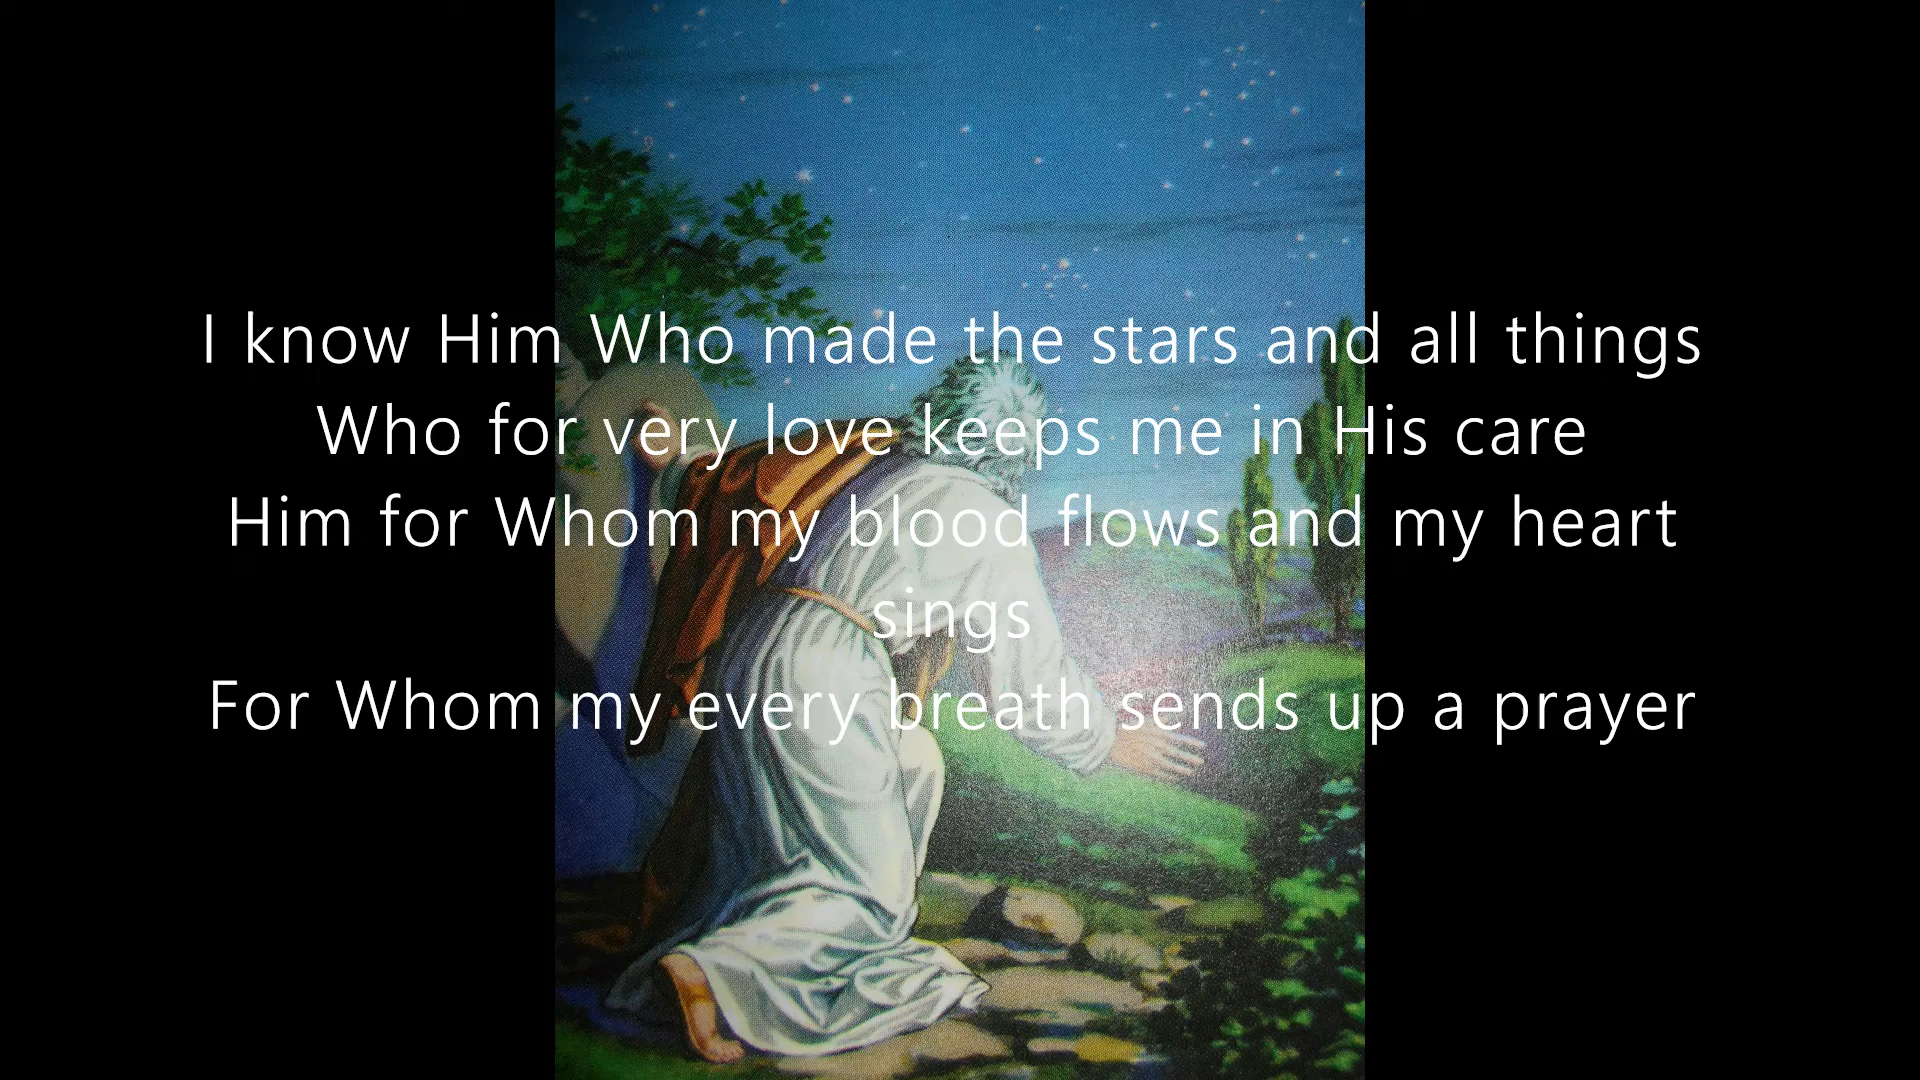 I know Him Who made the stars and all things
Who for very love keeps me in His care
Him for Whom my blood flows and my heart
sings
For Whom my every breath sends up a prayer